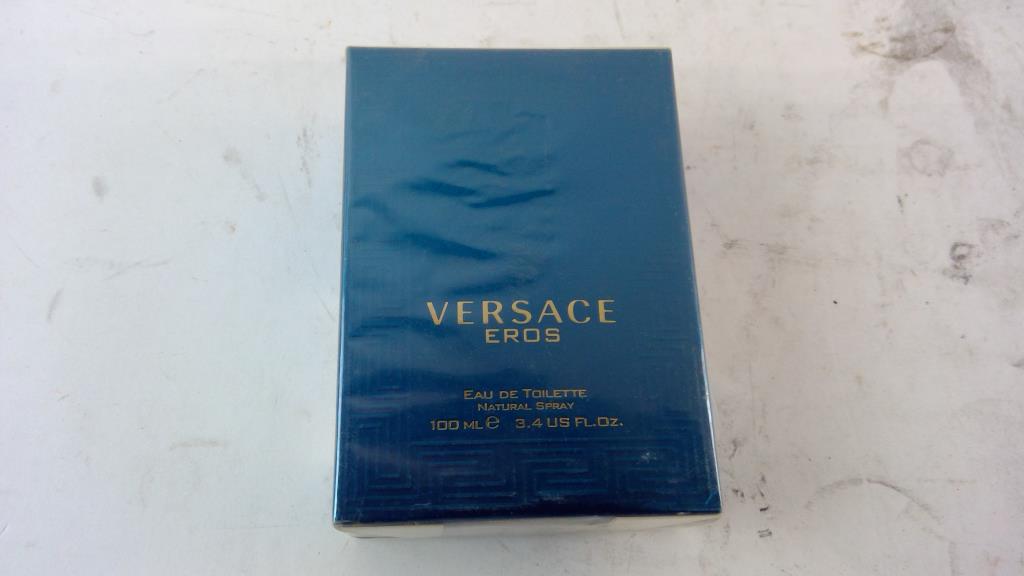 VERSACE
EROS
EAU DE TOILETTE
NATURAL SPRAY
100 ML ℮ 3.4 US FL.OZ.